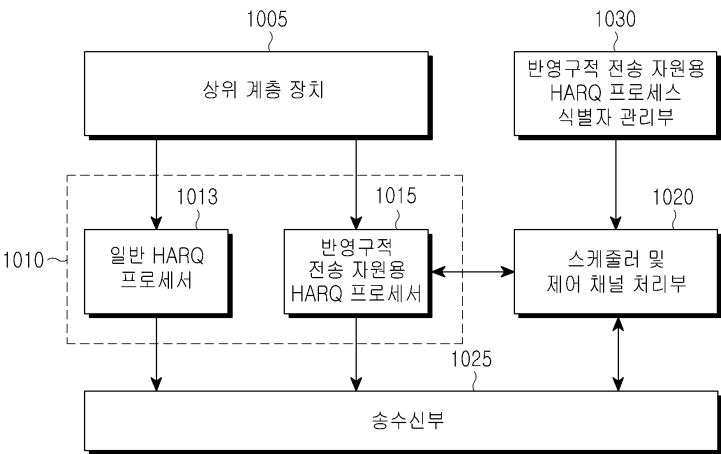 1005
상위 계층 장치
1030
반영구적 전송 자원용
HARQ 프로세스
식별자 관리부
1010
1013
일반 HARQ
프로세서
1015
반영구적
전송 자원용
HARQ 프로세서
1020
스케줄러 및
제어 채널 처리부
1025
송수신부